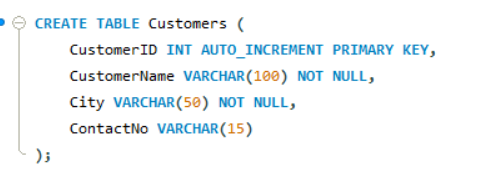 CREATE TABLE Customers (
    CustomerID INT AUTO_INCREMENT PRIMARY KEY,
    CustomerName VARCHAR(100) NOT NULL,
    City VARCHAR(50) NOT NULL,
    ContactNo VARCHAR(15)
);